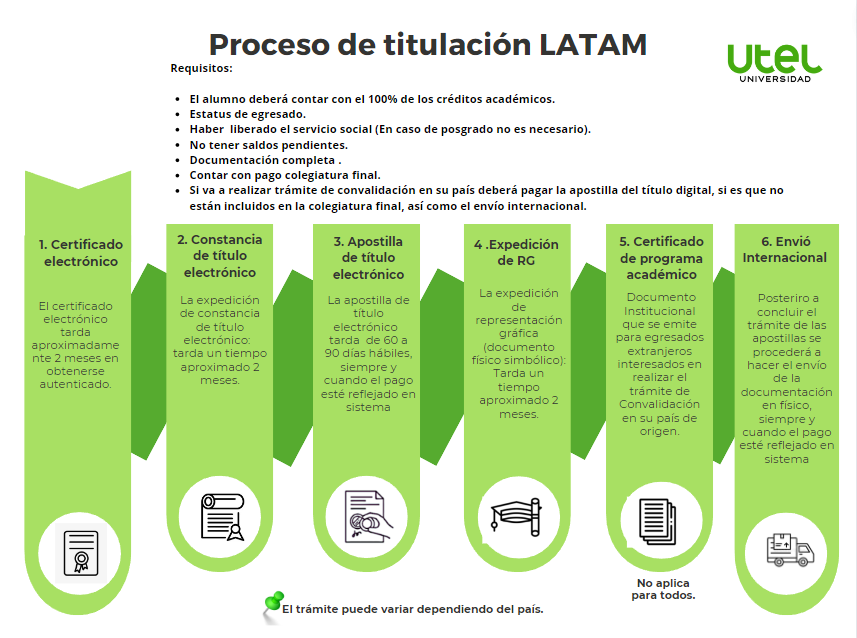 Proceso de titulación LATAM
utel
UNIVERSIDAD
Requisitos:
• El alumno deberá contar con el 100% de los créditos académicos.
• Estatus de egresado.
• Haber liberado el servicio social (En caso de posgrado no es necesario).
• No tener saldos pendientes.
• Documentación completa .
• Contar con pago colegiatura final.
• Si va a realizar trámite de convalidación en su país deberá pagar la apostilla del título digital, si es que no
están incluidos en la colegiatura final, así como el envío internacional.
1. Certificado
electrónico
El certificado
electrónico
tarda
aproximadame
nte 2 meses en
obtenerse
autenticado.
2. Constancia
de título
electrónico
La expedición
de constancia
de título
electrónico:
tarda un tiempo
aproximado 2
meses.
3. Apostilla
de título
electrónico
La apostilla de
título
electrónico
tarda de 60 a
90 días hábiles,
siempre y
cuando el pago
esté reflejado en
sistema
4 .Expedición
de RG
La expedición
de
representación
gráfica
(documento
físico simbólico):
Tarda un
tiempo
aproximado 2
meses.
5. Certificado
de programa
académico
Documento
Institucional
que se emite
para egresados
extranjeros
interesados en
realizar el
trámite de
Convalidación
en su país de
origen.
No aplica
para todos.
6. Envió
Internacional
Posteriro a
concluir el
trámite de las
apostillas se
procederá a
hacer el envío
de la
documentación
en físico,
siempre y
cuando el pago
esté reflejado en
sistema
El trámite puede variar dependiendo del país.